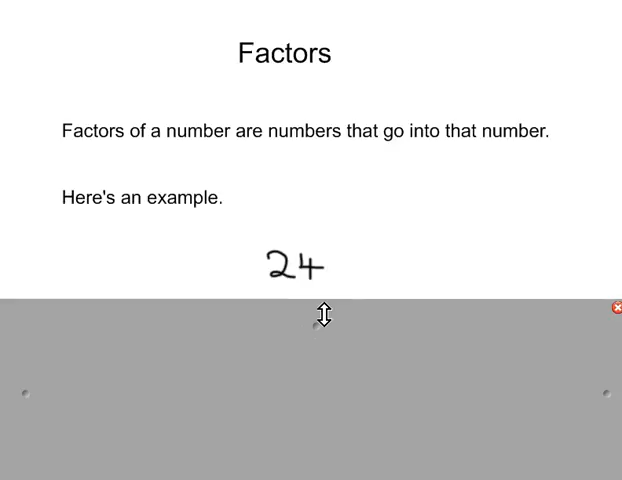 Factors
Factors of a number are numbers that go into that number.
Here's an example.
24